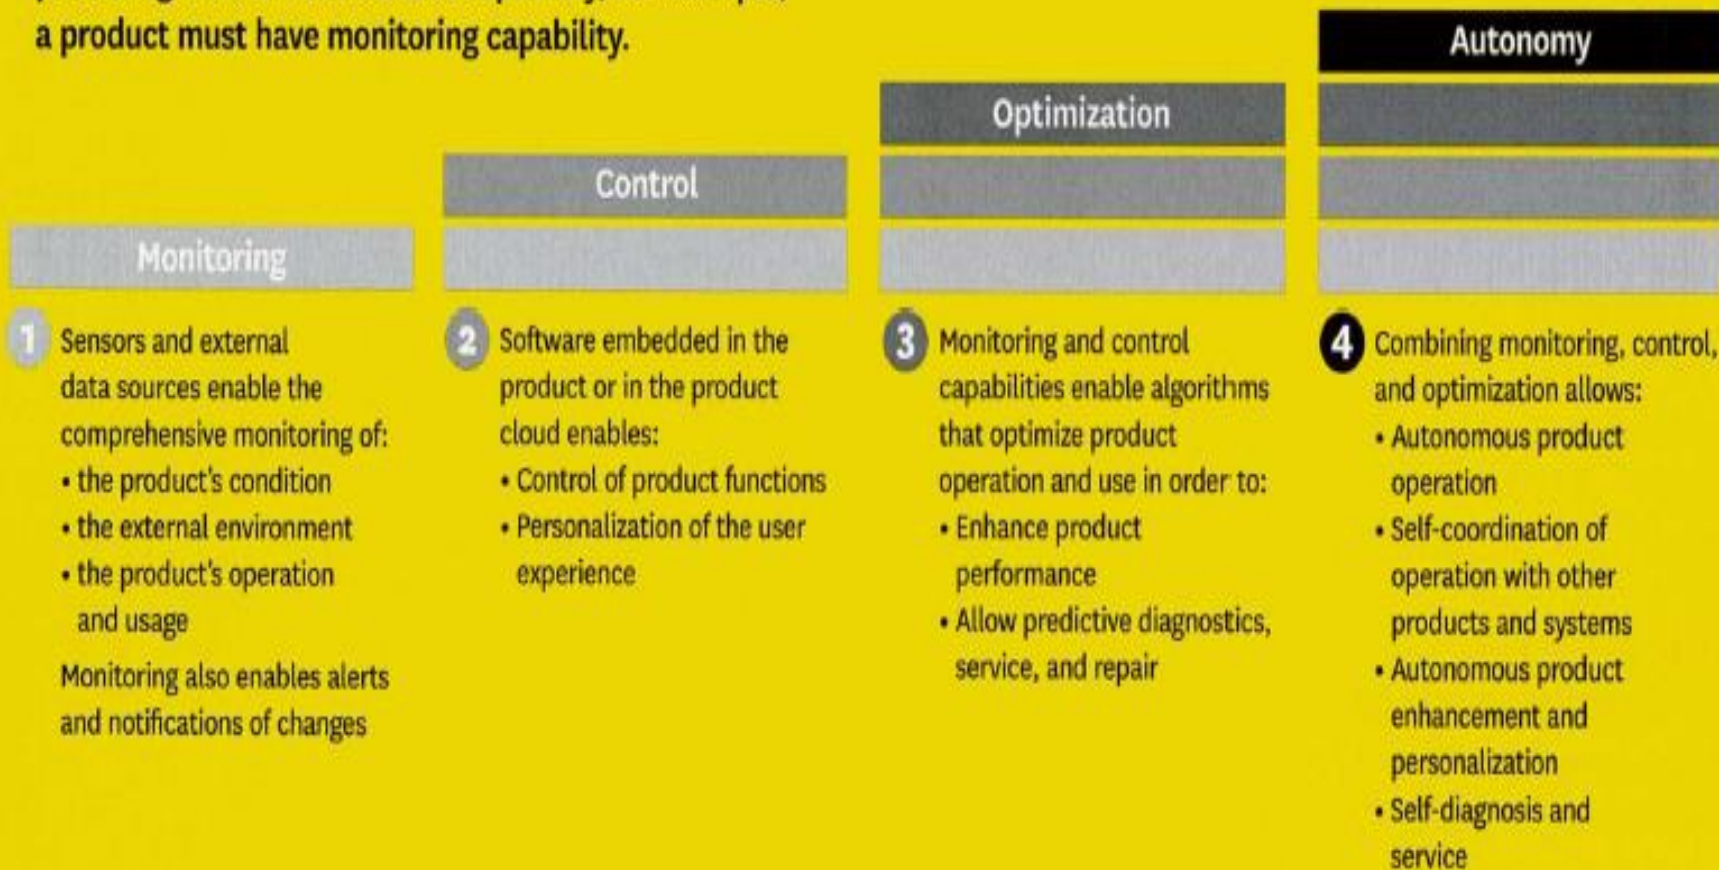 a product must have monitoring capability.
Monitoring
1 Sensors and external
data sources enable the
comprehensive monitoring of:
• the product's condition
• the external environment
• the product's operation
and usage
Monitoring also enables alerts
and notifications of changes
Control
2 Software embedded in the
product or in the product
cloud enables:
• Control of product functions
• Personalization of the user
experience
Optimization
3 Monitoring and control
capabilities enable algorithms
that optimize product
operation and use in order to:
• Enhance product
performance
• Allow predictive diagnostics,
service, and repair
Autonomy
4 Combining monitoring, control,
and optimization allows:
• Autonomous product
operation
• Self-coordination of
operation with other
products and systems
• Autonomous product
enhancement and
personalization
• Self-diagnosis and
service